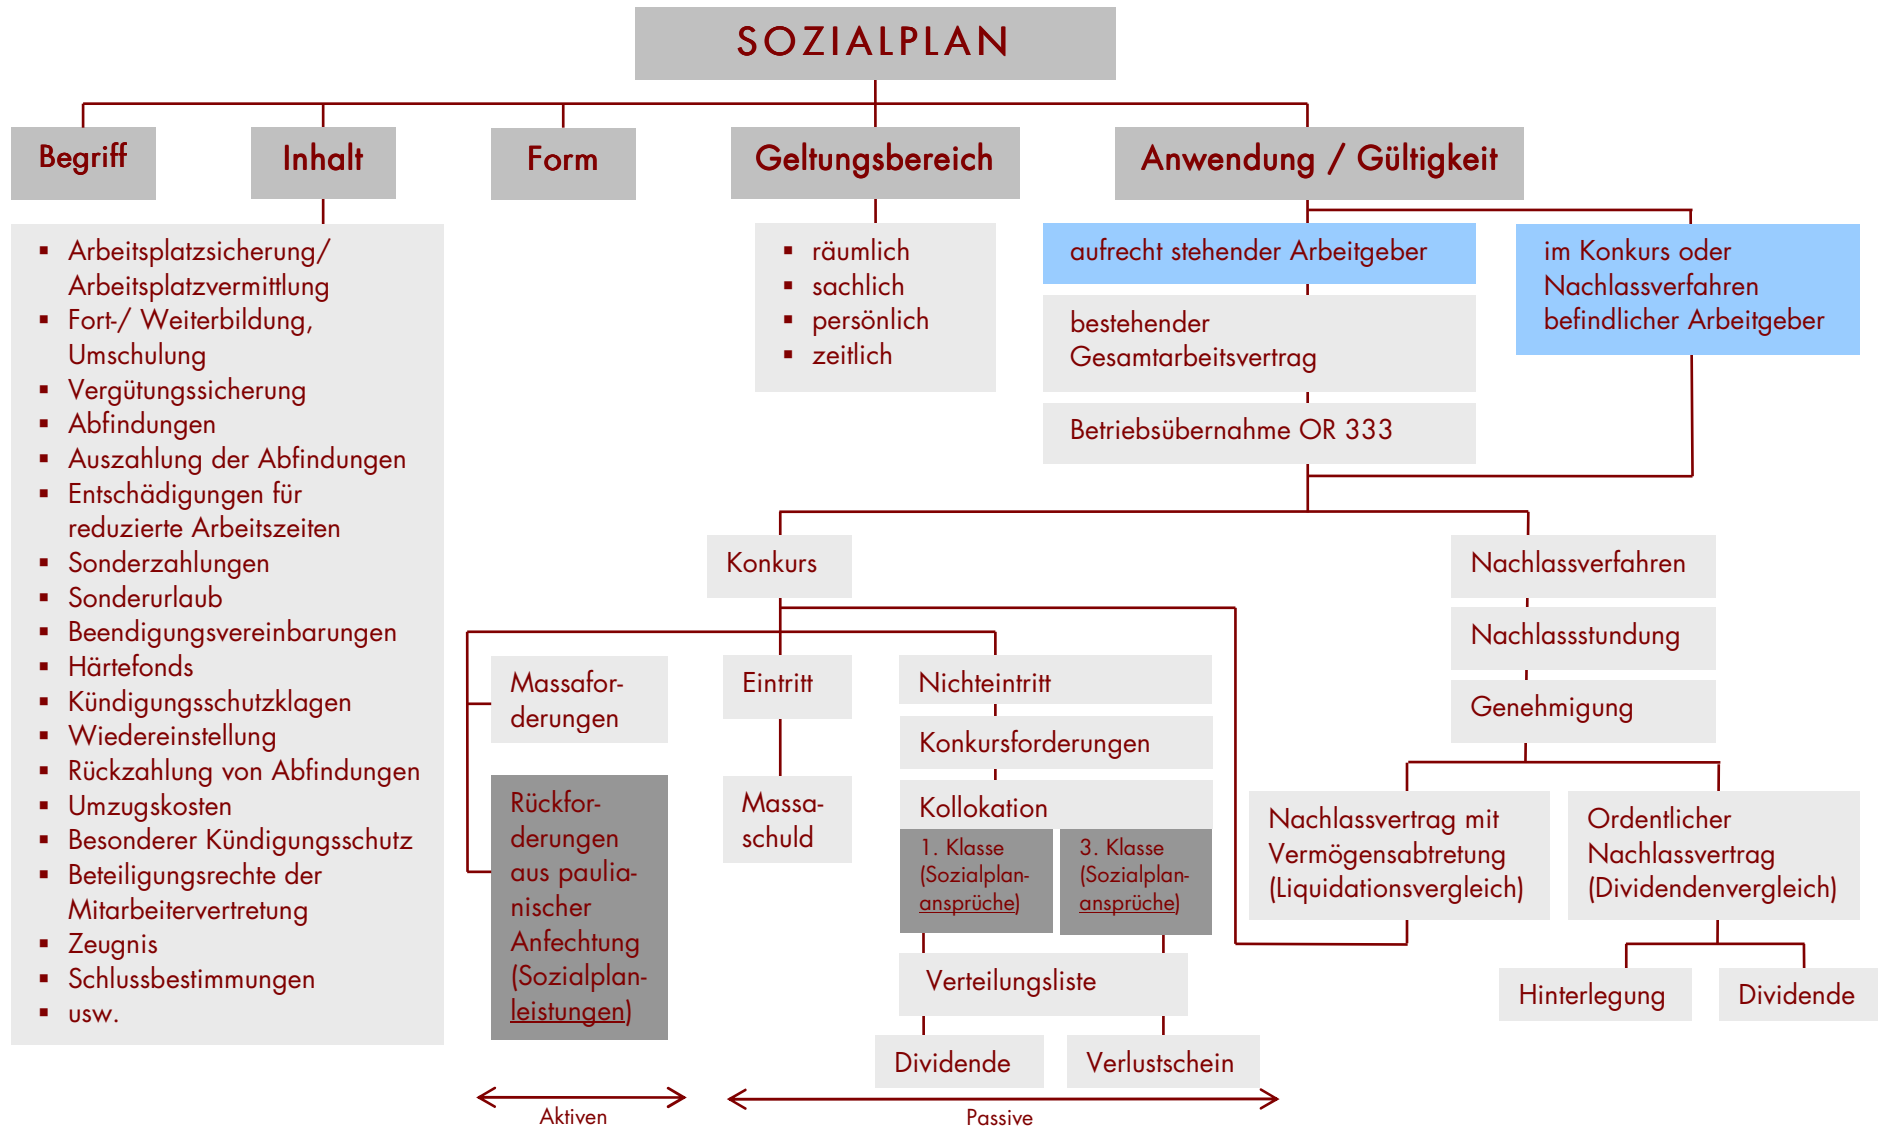 SOZIALPLAN
Begriff
Inhalt
Form
Geltungsbereich
Anwendung / Gültigkeit
▪ Arbeitsplatzsicherung/
Arbeitsplatzvermittlung
▪ Fort-/ Weiterbildung,
Umschulung
▪ Vergütungssicherung
▪ Abfindungen
▪ Auszahlung der Abfindungen
▪ Entschädigungen für
reduzierte Arbeitszeiten
▪ Sonderzahlungen
▪ Sonderurlaub
▪ Beendigungsvereinbarungen
▪ Härtefonds
▪ Kündigungsschutzklagen
▪ Wiedereinstellung
▪ Rückzahlung von Abfindungen
▪ Umzugskosten
▪ Besonderer Kündigungsschutz
▪ Beteiligungsrechte der
Mitarbeitervertretung
▪ Zeugnis
▪ Schlussbestimmungen
▪ usw.
▪ räumlich
▪ sachlich
▪ persönlich
▪ zeitlich
aufrecht stehender Arbeitgeber
bestehender
Gesamtarbeitsvertrag
Betriebsübernahme OR 333
im Konkurs oder
Nachlassverfahren
befindlicher Arbeitgeber
Konkurs
Massafor-
derungen
Rückfor-
derungen
aus paulia-
nischer
Anfechtung
(Sozialplan-
leistungen)
Eintritt
Massa-
schuld
Nichteintritt
Konkursforderungen
Kollokation
1. Klasse
(Sozialplan-
ansprüche)
3. Klasse
(Sozialplan-
ansprüche)
Verteilungsliste
Dividende
Verlustschein
Nachlassverfahren
Nachlassstundung
Genehmigung
Nachlassvertrag mit
Vermögensabtretung
(Liquidationsvergleich)
Ordentlicher
Nachlassvertrag
(Dividendenvergleich)
Hinterlegung
Dividende
Aktiven
Passive